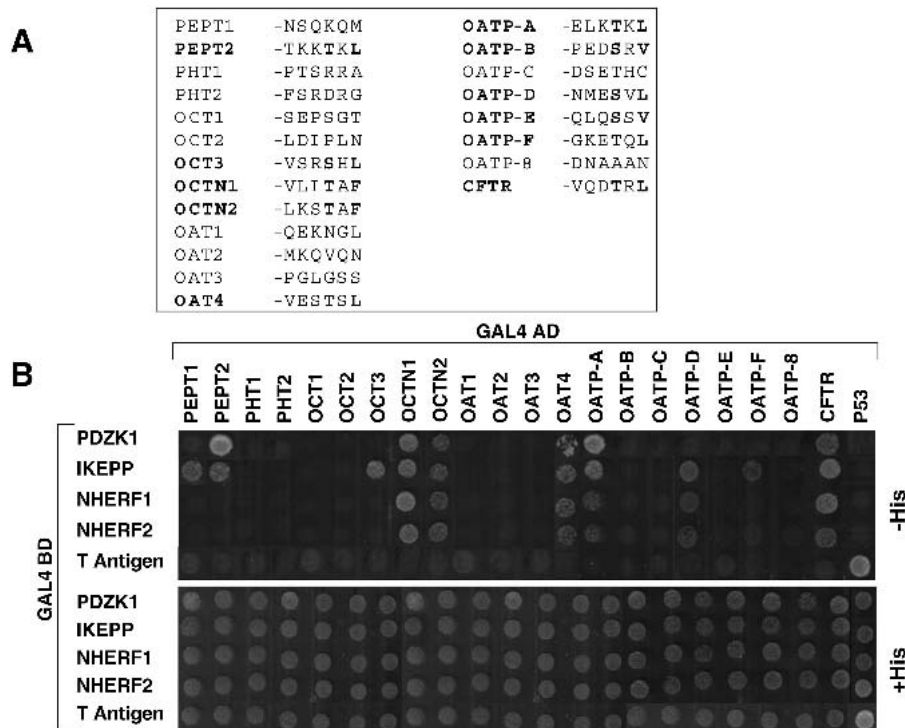 A
PEPT1 -NSQKQM OATP-A -ELKTKL
PEPT2 -TKKTKL OATP-B -PEDSRV
PHT1 -PTSRRA OATP-C -DSETHC
PHT2 -FSRDRG OATP-D -NMESVL
OCT1 -SEPSGT OATP-E -QLQSSV
OCT2 -LDIPLN OATP-F -GKETQL
OCT3 -VSRSHL OATP-8 -DNAAAN
OCTN1 -VLITAF CFTR -VQDTRL
OCTN2 -LKSTAF
OAT1 -QEKNGL
OAT2 -MKQVQN
OAT3 -PGLGSS
OAT4 -VESTSL
GAL4 AD
B
PEPT1 PEPT2 PHT1 PHT2 OCT1 OCT2 OCT3 OCTN1 OCTN2 OAT1 OAT2 OAT3 OAT4 OATP-A OATP-B OATP-C OATP-D OATP-E OATP-F OATP-8 CFTR P53
GAL4 BD
PDZK1
IKEPP
NHERF1
NHERF2
T Antigen
-His
PDZK1
IKEPP
NHERF1
NHERF2
T Antigen
+His